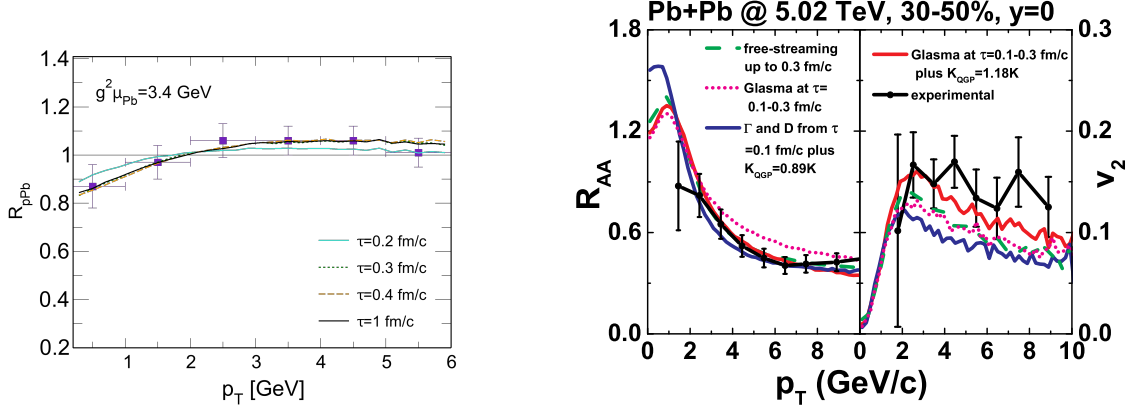 1.4
1.2
1
0.8
0.6
0.4
0.2
R_pPb
g²μ_Pb=3.4 GeV
τ=0.2 fm/c
τ=0.3 fm/c
τ=0.4 fm/c
τ=1 fm/c
1 2 3 4 5 6
p_T [GeV]
Pb+Pb @ 5.02 TeV, 30-50%, y=0
1.8
1.2
0.6
0.0
R_AA
free-streaming
up to 0.3 fm/c
Glasma at τ=
0.1-0.3 fm/c
Γ and D from τ
=0.1 fm/c plus
K_QGP=0.89K
Glasma at τ=0.1-0.3 fm/c
plus K_QGP=1.18K
experimental
0.3
0.2
0.1
0.0
v_2
0 2 4 6 8 0 2 4 6 8 10
p_T (GeV/c)